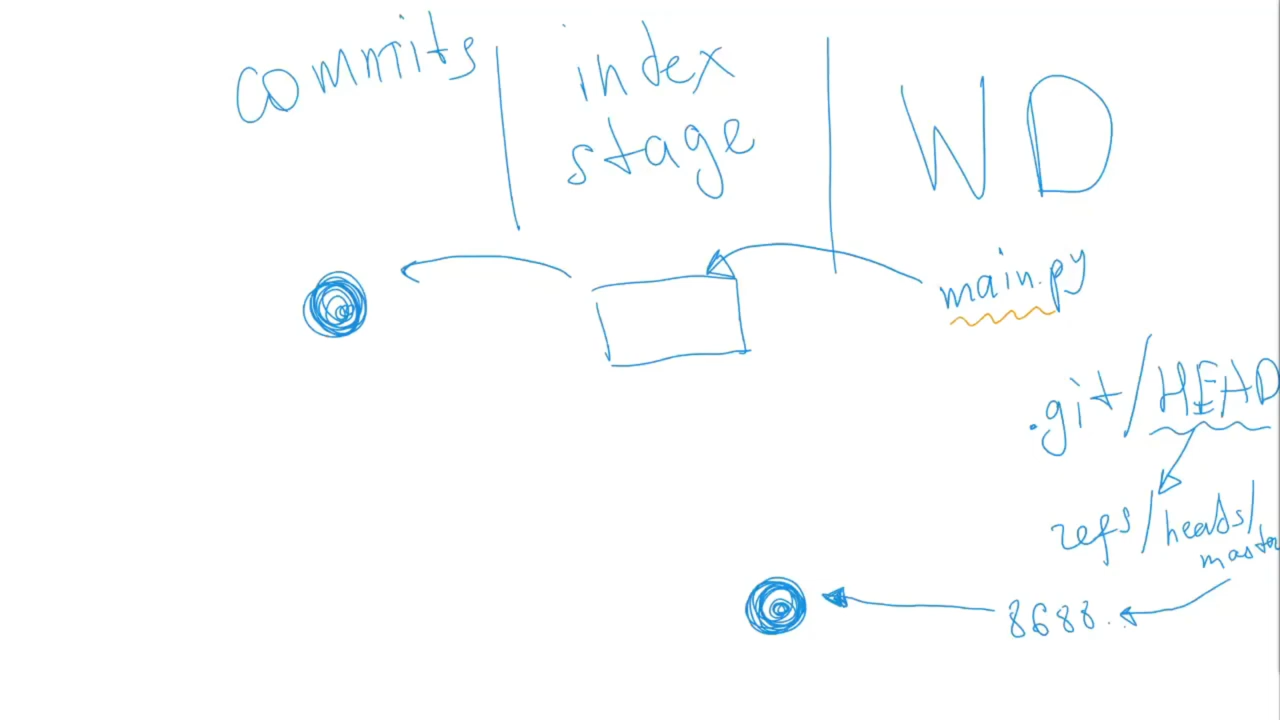 commits
index
stage
WD
main.py
.git/HEAD
refs/heads/
master
8688..